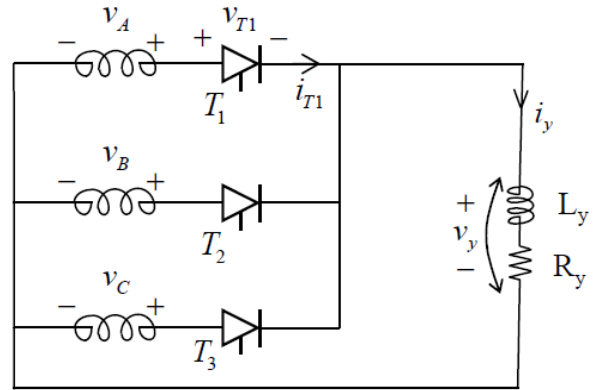 v_A
v_T1
− + + −
T_1
i_T1
i_y
v_B
− +
T_2
+
v_y
−
L_y
R_y
v_C
− +
T_3